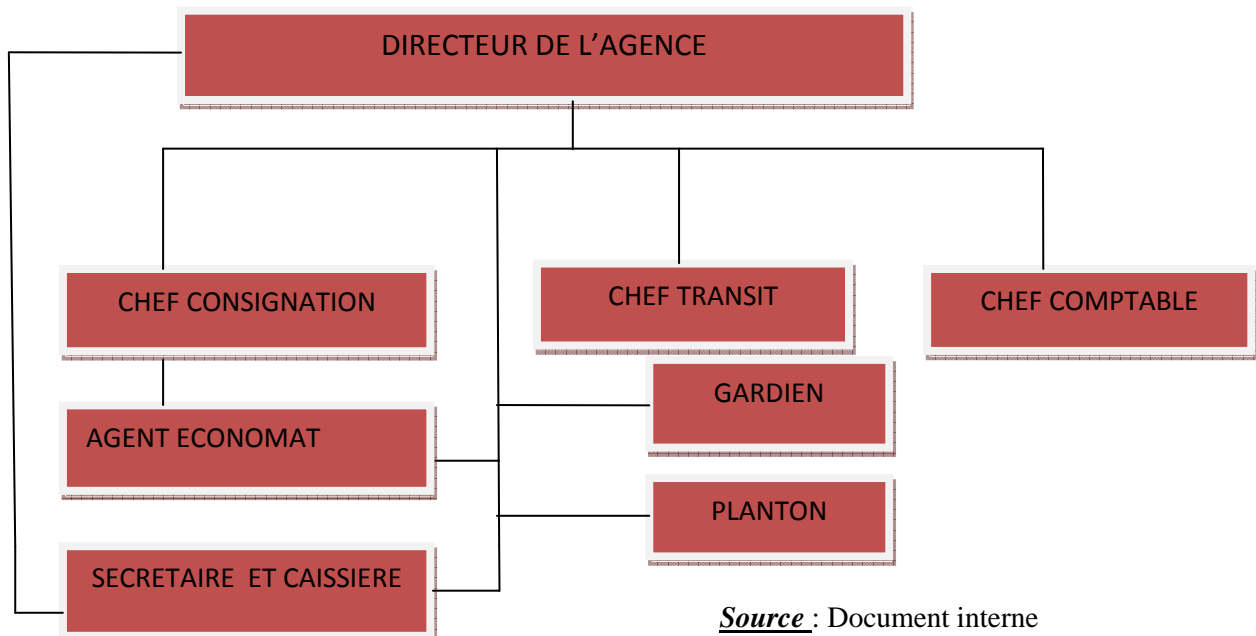 DIRECTEUR DE L’AGENCE
CHEF CONSIGNATION
CHEF TRANSIT
CHEF COMPTABLE
GARDIEN
AGENT ECONOMAT
PLANTON
SECRETAIRE ET CAISSIERE
Source : Document interne